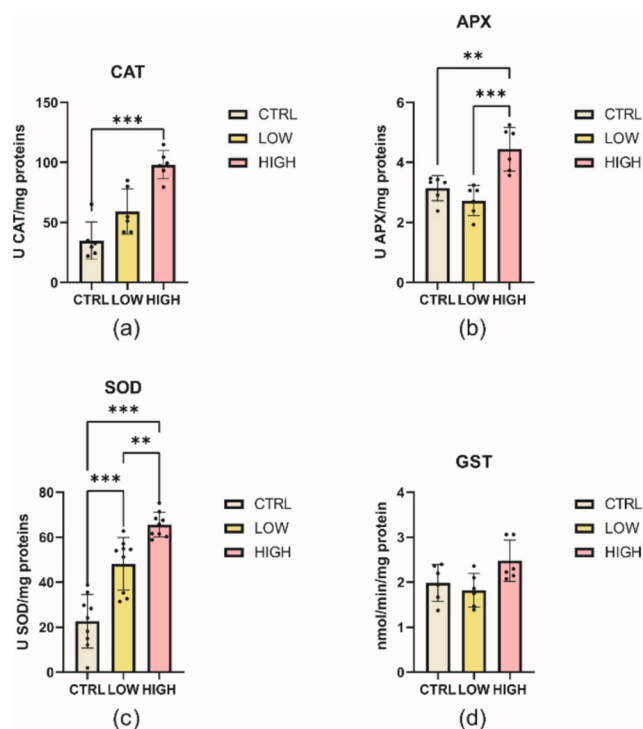 CAT
***
U CAT/mg proteins
150
100
50
0
CTRL LOW HIGH
CTRL
LOW
HIGH
(a)
APX
**
***
U APX/mg proteins
6
4
2
0
CTRL LOW HIGH
CTRL
LOW
HIGH
(b)
SOD
***
**
***
U SOD/mg proteins
80
60
40
20
0
CTRL LOW HIGH
CTRL
LOW
HIGH
(c)
GST
nmol/min/mg protein
4
3
2
1
0
CTRL LOW HIGH
CTRL
LOW
HIGH
(d)